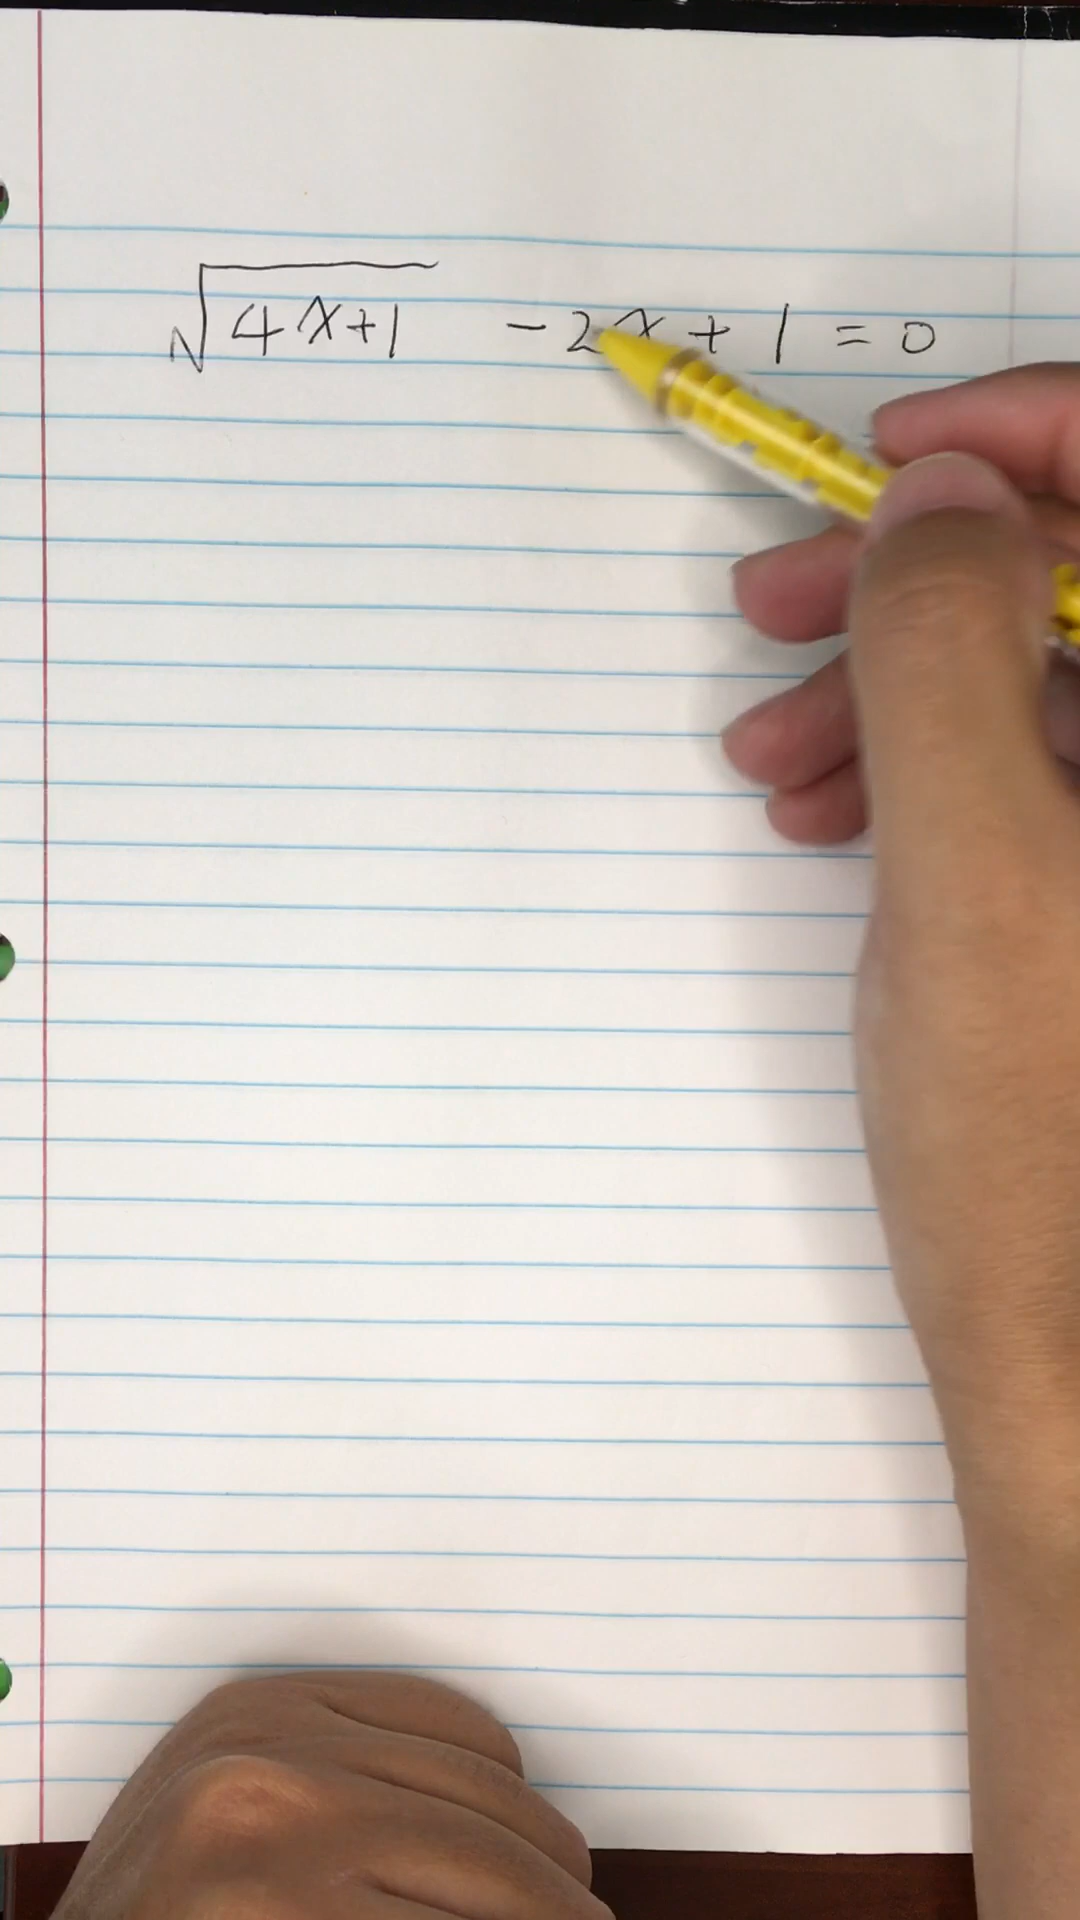 √4x+1 - 2x + 1 = 0